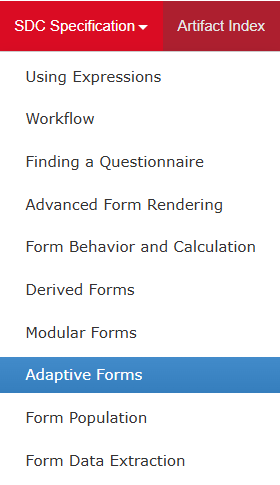 SDC Specification Artifact Index
Using Expressions
Workflow
Finding a Questionnaire
Advanced Form Rendering
Form Behavior and Calculation
Derived Forms
Modular Forms
Adaptive Forms
Form Population
Form Data Extraction